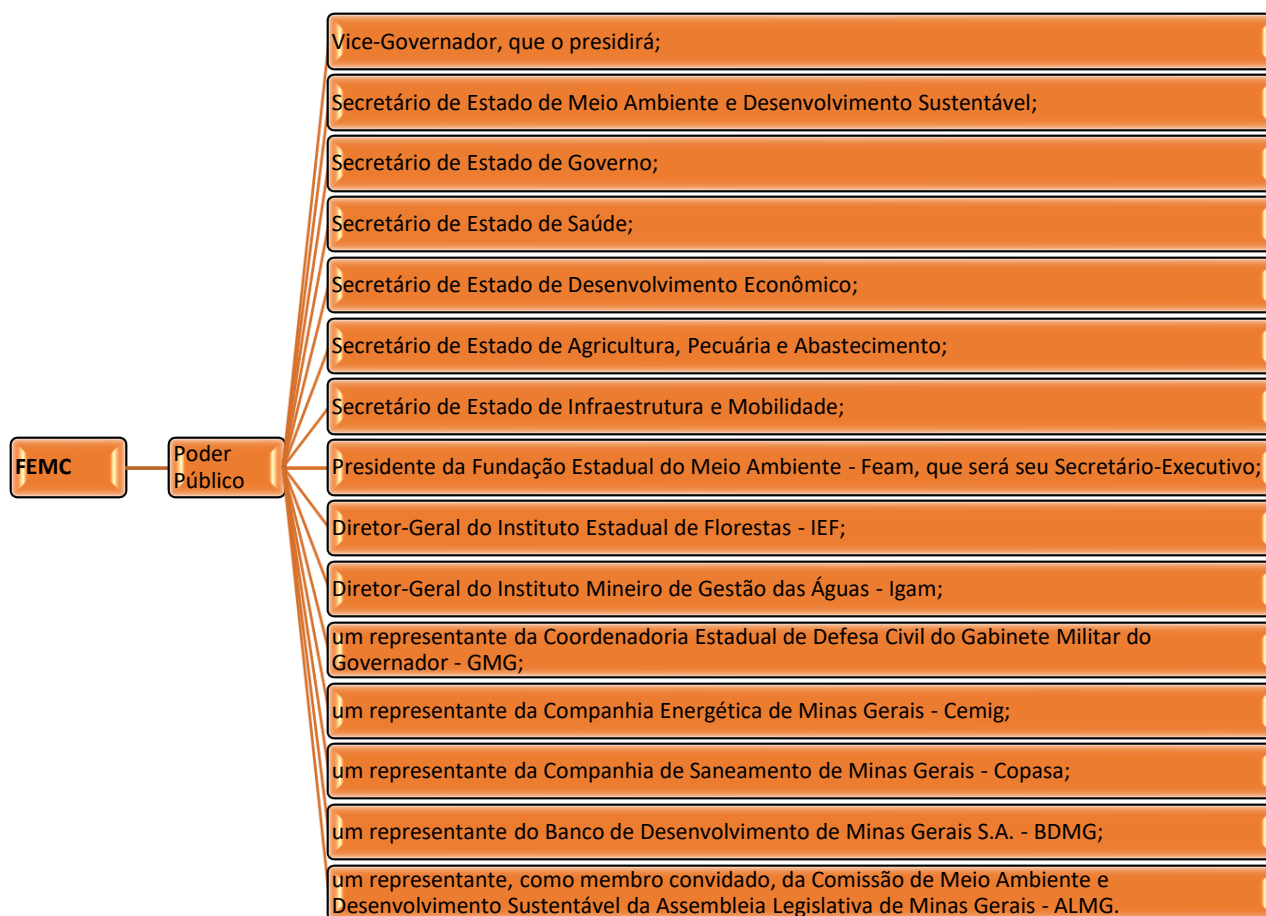 Vice-Governador, que o presidirá;
Secretário de Estado de Meio Ambiente e Desenvolvimento Sustentável;
Secretário de Estado de Governo;
Secretário de Estado de Saúde;
Secretário de Estado de Desenvolvimento Econômico;
Secretário de Estado de Agricultura, Pecuária e Abastecimento;
Secretário de Estado de Infraestrutura e Mobilidade;
FEMC
Poder
Público
Presidente da Fundação Estadual do Meio Ambiente - Feam, que será seu Secretário-Executivo;
Diretor-Geral do Instituto Estadual de Florestas - IEF;
Diretor-Geral do Instituto Mineiro de Gestão das Águas - Igam;
um representante da Coordenadoria Estadual de Defesa Civil do Gabinete Militar do
Governador - GMG;
um representante da Companhia Energética de Minas Gerais - Cemig;
um representante da Companhia de Saneamento de Minas Gerais - Copasa;
um representante do Banco de Desenvolvimento de Minas Gerais S.A. - BDMG;
um representante, como membro convidado, da Comissão de Meio Ambiente e
Desenvolvimento Sustentável da Assembleia Legislativa de Minas Gerais - ALMG.